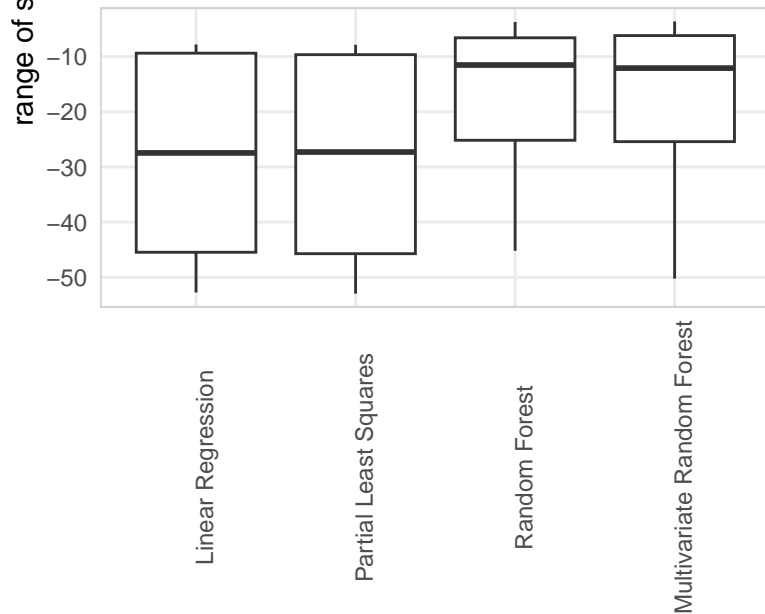 range of s
−10
−20
−30
−40
−50
Linear Regression
Partial Least Squares
Random Forest
Multivariate Random Forest